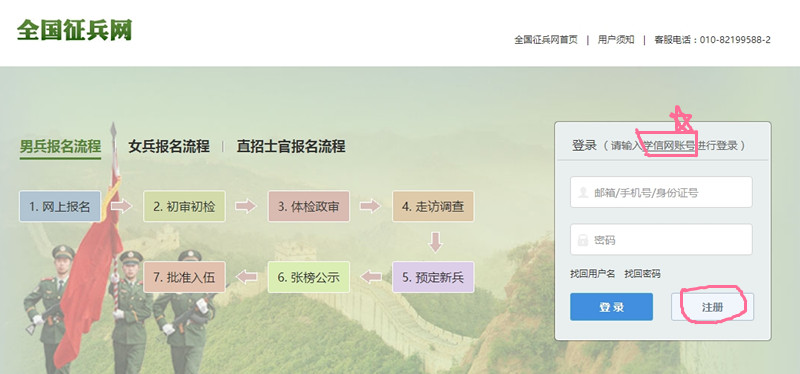 全国征兵网
全国征兵网首页 | 用户须知 | 客服电话：010-82199588-2
男兵报名流程 女兵报名流程 | 直招士官报名流程
1. 网上报名 2. 初审初检 3. 体检政审 4. 走访调查
7. 批准入伍 6. 张榜公示 5. 预定新兵
登录（请输入学信网账号进行登录）
邮箱/手机号/身份证号
密码
找回用户名 找回密码
登 录 注册